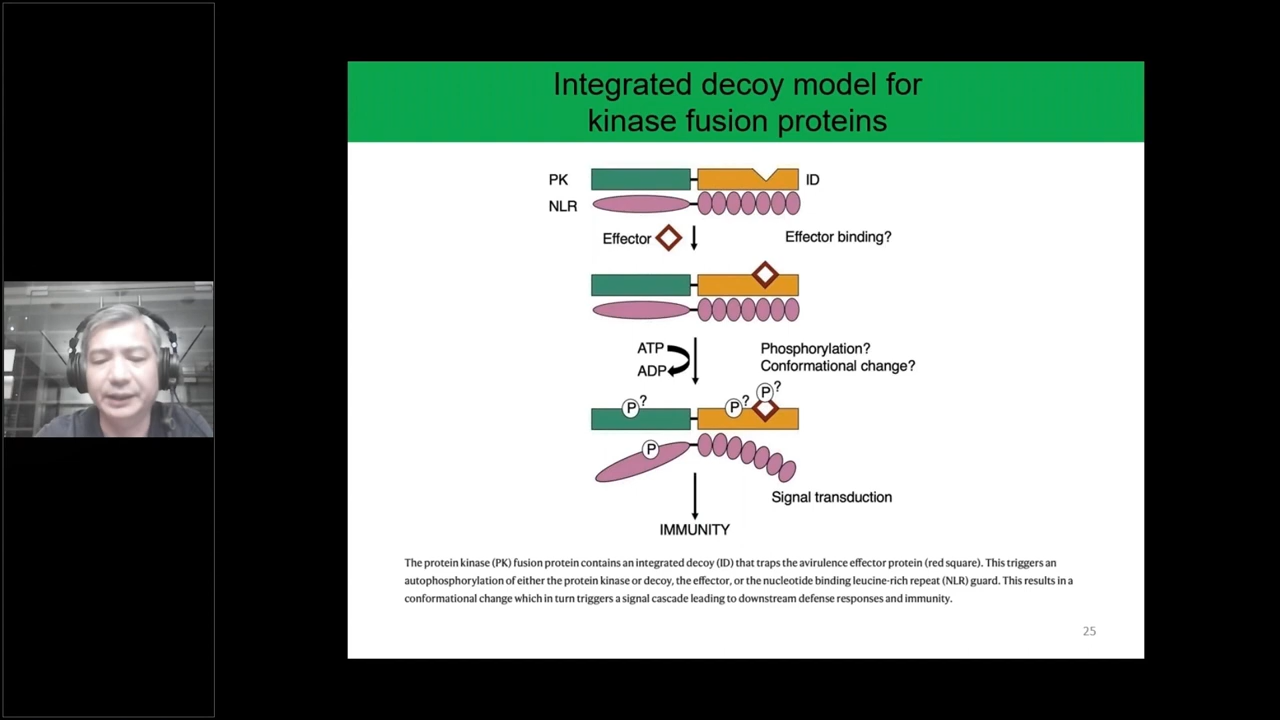 Integrated decoy model for
kinase fusion proteins
PK
ID
NLR
Effector
Effector binding?
ATP
ADP
Phosphorylation?
Conformational change?
P?
P?
P?
P
Signal transduction
IMMUNITY
The protein kinase (PK) fusion protein contains an integrated decoy (ID) that traps the avirulence effector protein (red square). This triggers an
autophosphorylation of either the protein kinase or decoy, the effector, or the nucleotide binding leucine-rich repeat (NLR) guard. This results in a
conformational change which in turn triggers a signal cascade leading to downstream defense responses and immunity.
25